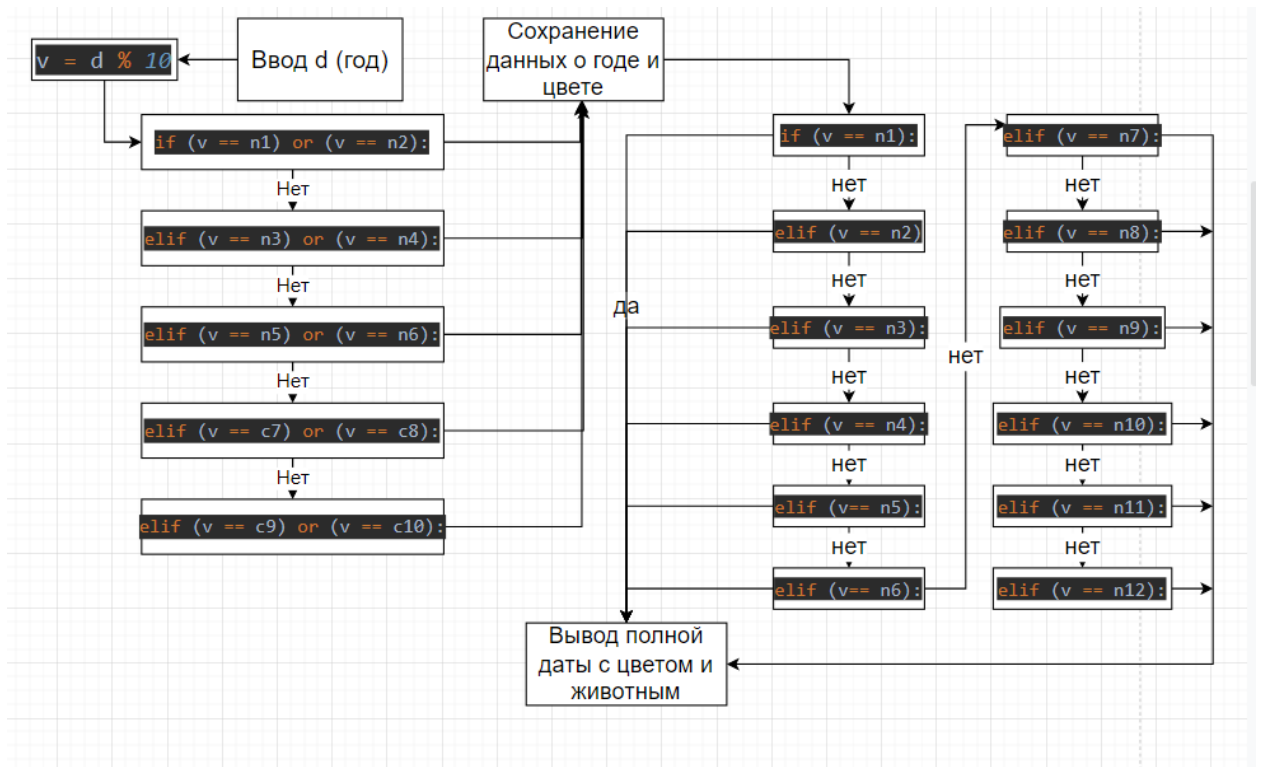 v = d % 10
Ввод d (год)
Сохранение
данных о годе и
цвете
if (v == n1) or (v == n2):
Нет
elif (v == n3) or (v == n4):
Нет
elif (v == n5) or (v == n6):
Нет
elif (v == c7) or (v == c8):
Нет
elif (v == c9) or (v == c10):
да
if (v == n1):
нет
elif (v == n2)
нет
elif (v == n3):
нет
elif (v == n4):
нет
elif (v== n5):
нет
elif (v== n6):
нет
elif (v == n7):
нет
elif (v == n8):
нет
elif (v == n9):
нет
elif (v == n10):
нет
elif (v == n11):
нет
elif (v == n12):
Вывод полной
даты с цветом и
животным